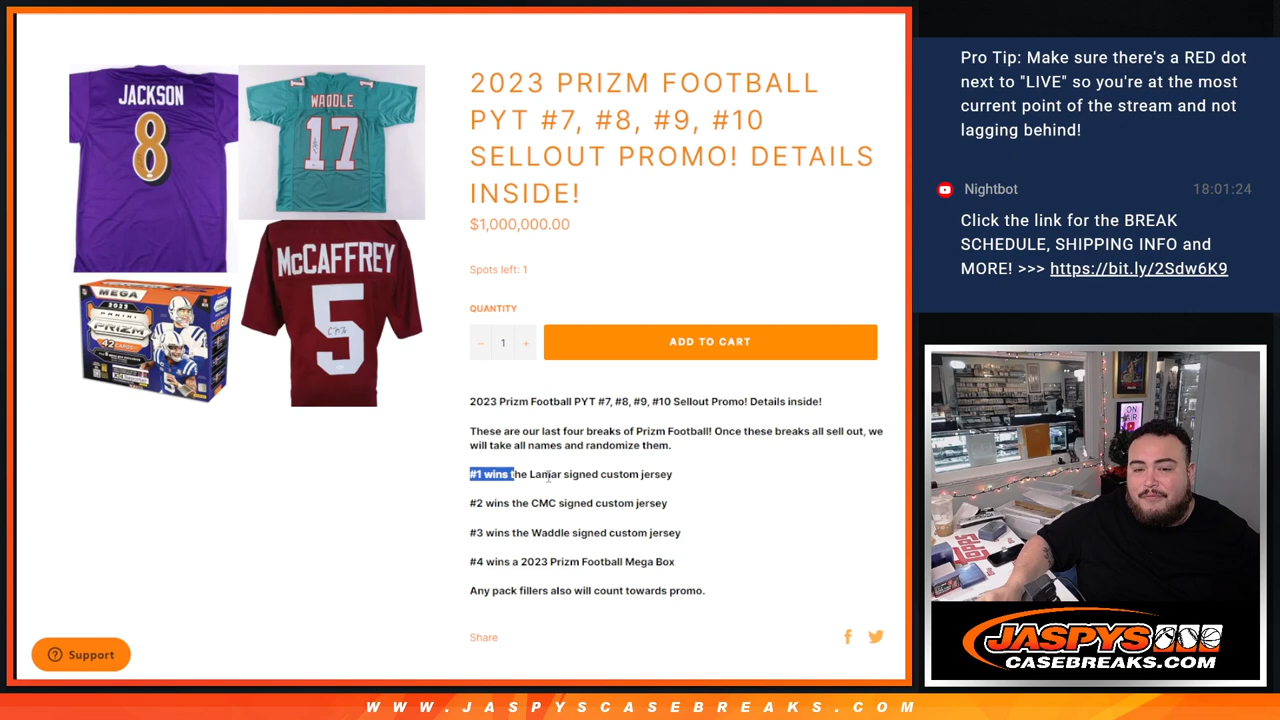 JACKSON
8
WADDLE
17
McCAFFREY
5
MEGA
2023
PANINI
PRIZM
42 CARDS
2023 PRIZM FOOTBALL
PYT #7, #8, #9, #10
SELLOUT PROMO! DETAILS
INSIDE!
$1,000,000.00
Spots left: 1
QUANTITY
− 1 +
ADD TO CART
2023 Prizm Football PYT #7, #8, #9, #10 Sellout Promo! Details inside!
These are our last four breaks of Prizm Football! Once these breaks all sell out, we
will take all names and randomize them.
#1 wins the Lamar signed custom jersey
#2 wins the CMC signed custom jersey
#3 wins the Waddle signed custom jersey
#4 wins a 2023 Prizm Football Mega Box
Any pack fillers also will count towards promo.
Share
Support
Pro Tip: Make sure there's a RED dot
next to "LIVE" so you're at the most
current point of the stream and not
lagging behind!
Nightbot 18:01:24
Click the link for the BREAK
SCHEDULE, SHIPPING INFO and
MORE! >>> https://bit.ly/2Sdw6K9
ON
AIR
JASPYS
CASEBREAKS.COM
WWW.JASPYSCASEBREAKS.COM